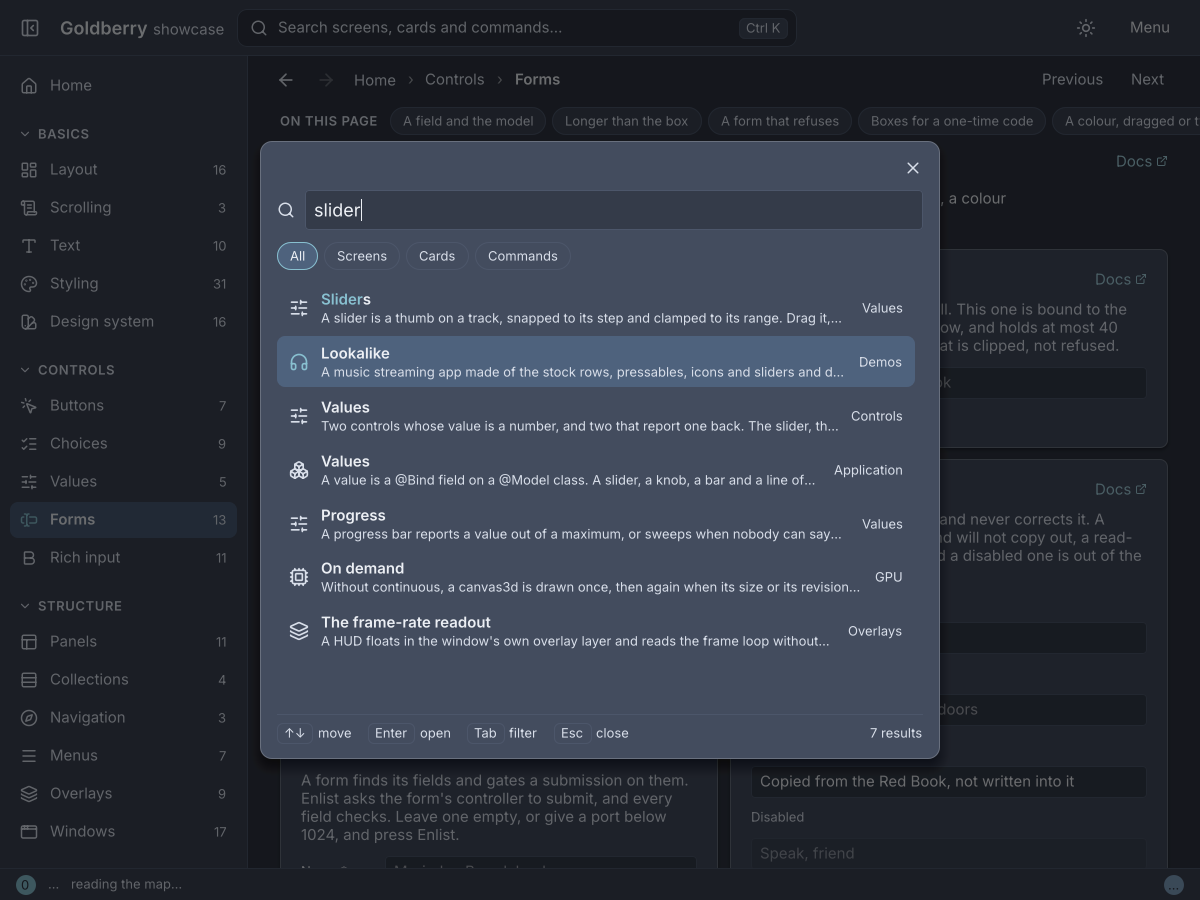 Goldberry showcase
Search screens, cards and commands...
Ctrl K
Menu
Home
Home › Controls › Forms
Previous
Next
ON THIS PAGE
A field and the model
Longer than the box
A form that refuses
Boxes for a one-time code
A colour, dragged or t
BASICS
Layout 16
Scrolling 3
Text 10
Styling 31
Design system 16
CONTROLS
Buttons 7
Choices 9
Values 5
Forms 13
Rich input 11
STRUCTURE
Panels 11
Collections 4
Navigation 3
Menus 7
Overlays 9
Windows 17
Docs
, a colour
slider
All
Screens
Cards
Commands
Sliders
A slider is a thumb on a track, snapped to its step and clamped to its range. Drag it,...
Values
Lookalike
A music streaming app made of the stock rows, pressables, icons and sliders and d...
Demos
Values
Two controls whose value is a number, and two that report one back. The slider, th...
Controls
Values
A value is a @Bind field on a @Model class. A slider, a knob, a bar and a line of...
Application
Progress
A progress bar reports a value out of a maximum, or sweeps when nobody can say...
Values
On demand
Without continuous, a canvas3d is drawn once, then again when its size or its revision...
GPU
The frame-rate readout
A HUD floats in the window's own overlay layer and reads the frame loop without...
Overlays
↑↓ move
Enter open
Tab filter
Esc close
7 results
Docs
ll. This one is bound to the
ow, and holds at most 40
at is clipped, not refused.
Docs
and never corrects it. A
d will not copy out, a read-
d a disabled one is out of the
doors
A form finds its fields and gates a submission on them.
Enlist asks the form's controller to submit, and every
field checks. Leave one empty, or give a port below
1024, and press Enlist.
Copied from the Red Book, not written into it
Disabled
Speak, friend
0 ... reading the map...
...